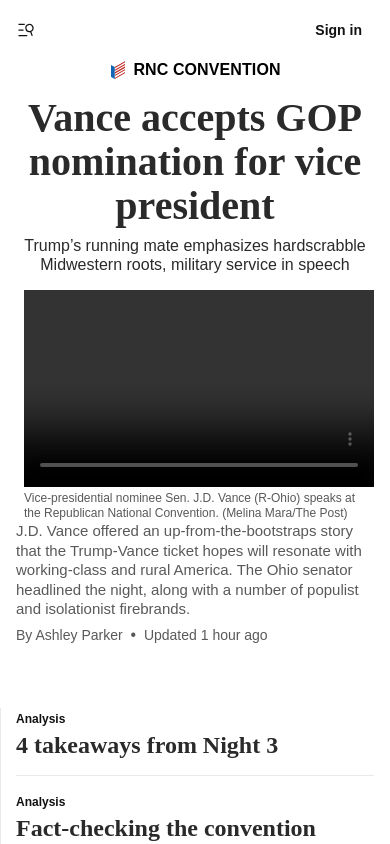 Sign in
RNC CONVENTION
Vance accepts GOP
nomination for vice
president
Trump’s running mate emphasizes hardscrabble
Midwestern roots, military service in speech
Vice-presidential nominee Sen. J.D. Vance (R-Ohio) speaks at
the Republican National Convention. (Melina Mara/The Post)
J.D. Vance offered an up-from-the-bootstraps story
that the Trump-Vance ticket hopes will resonate with
working-class and rural America. The Ohio senator
headlined the night, along with a number of populist
and isolationist firebrands.
By Ashley Parker • Updated 1 hour ago
Analysis
4 takeaways from Night 3
Analysis
Fact-checking the convention